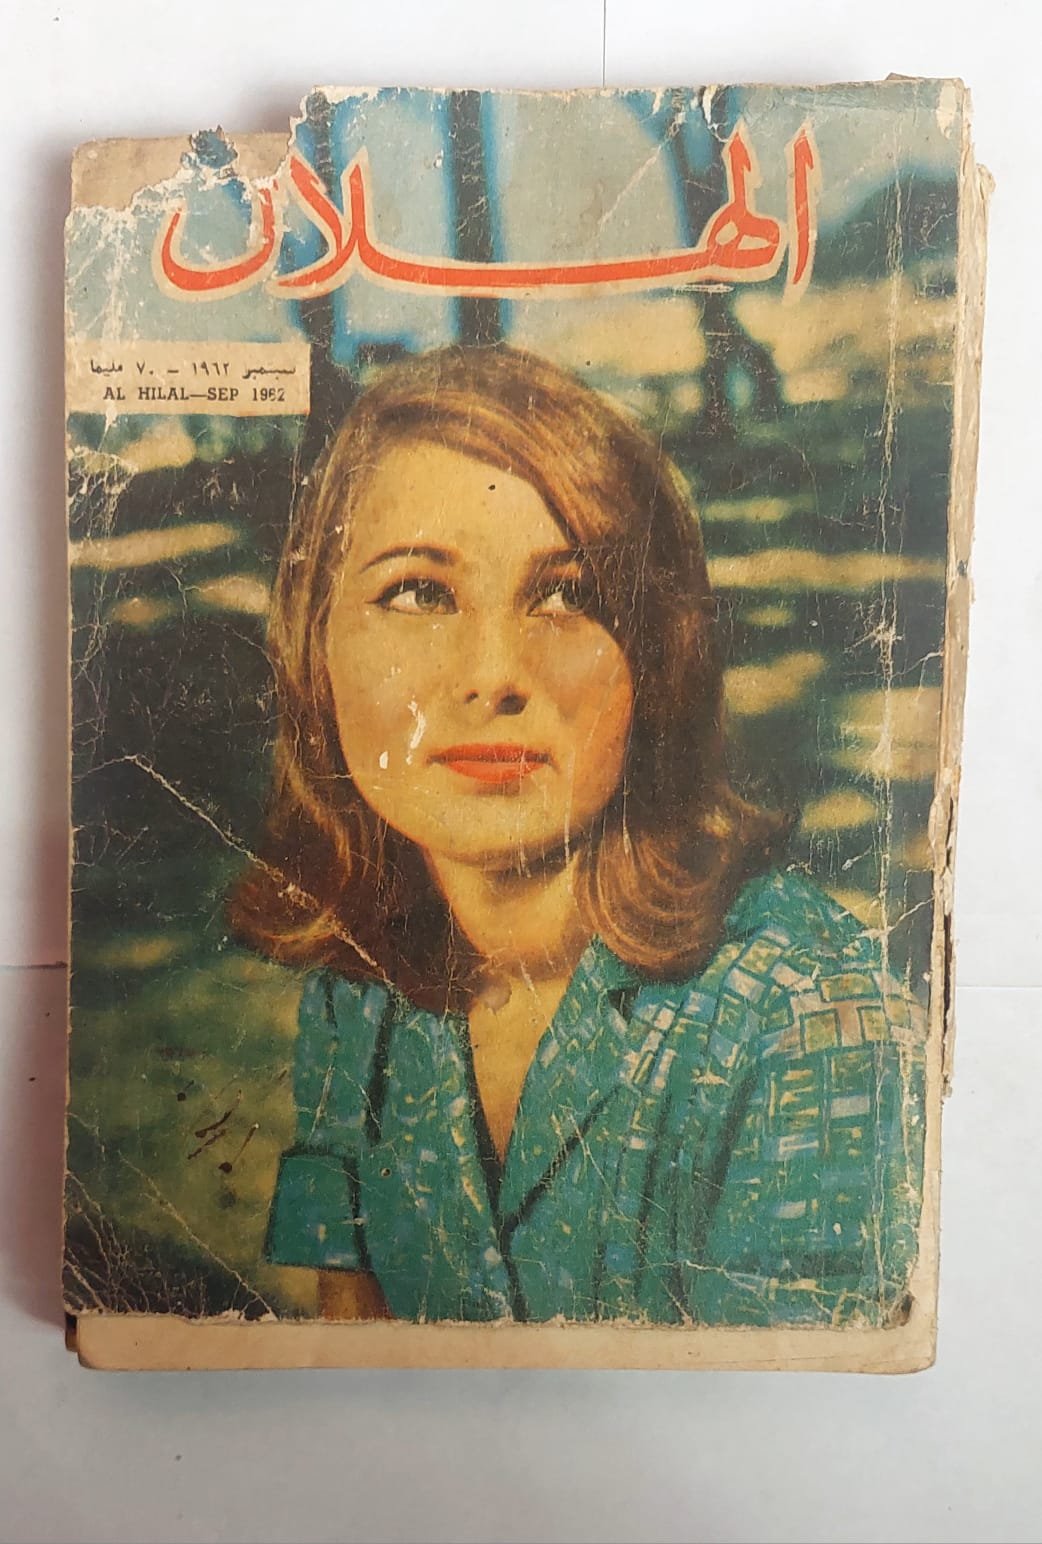 الهلال
سبتمبر ١٩٦٢ – ٧٠ مليما
AL HILAL—SEP 1962